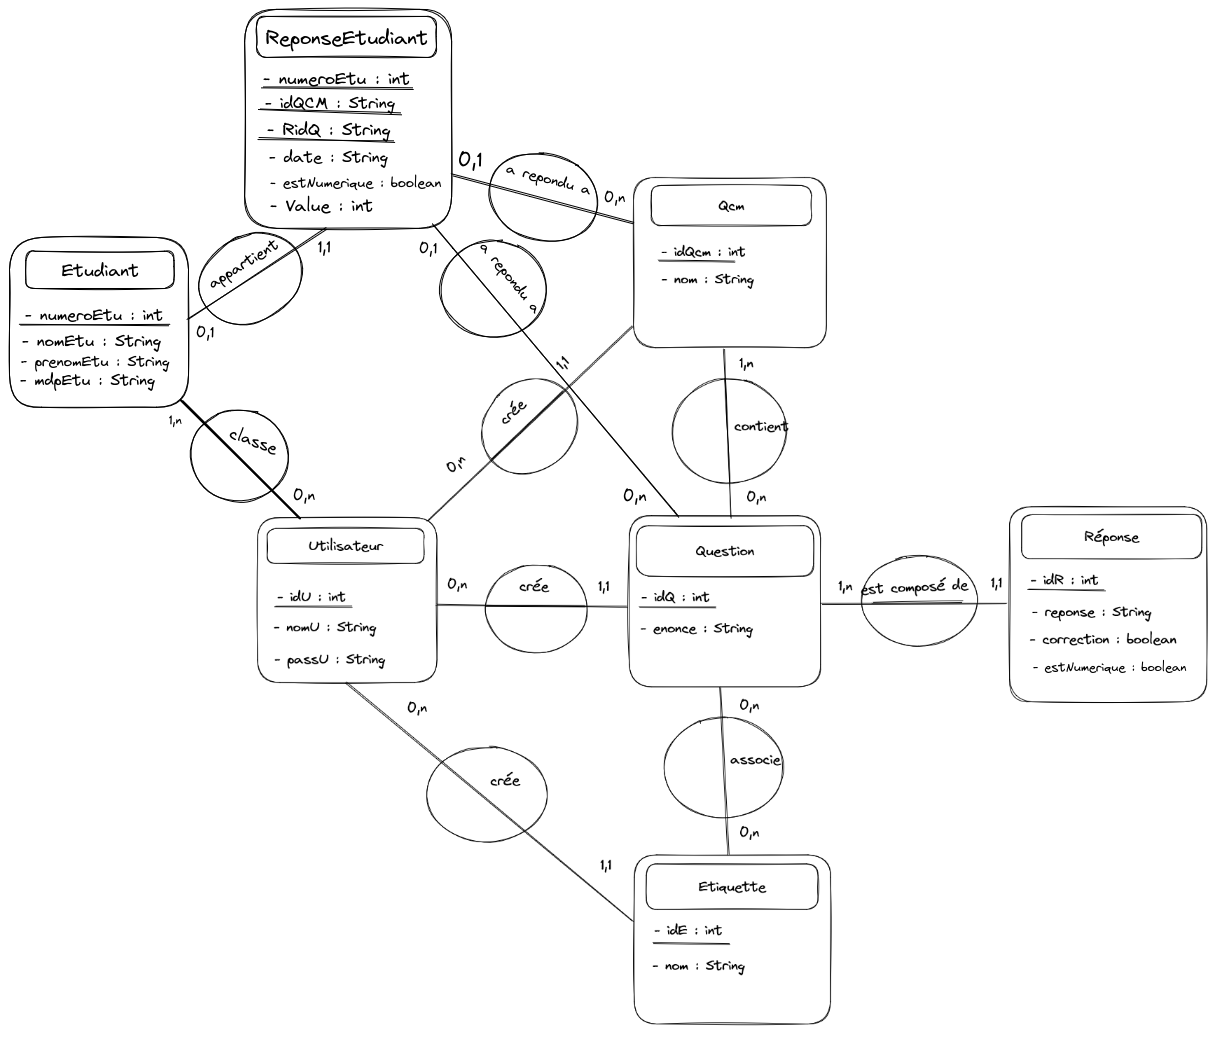 ReponseEtudiant
- numeroEtu : int
- idQCM : String
- RidQ : String
- date : String
- estNumerique : boolean
- Value : int
0,1
a repondu a
0,n
Qcm
- idQcm : int
- nom : String
Etudiant
- numeroEtu : int
- nomEtu : String
- prenomEtu : String
- mdpEtu : String
appartient
1,1
0,1
0,1
a repondu a
1,1
crée
0,n
1,n
contient
0,n
0,n
1,n
classe
0,n
Utilisateur
- idU : int
- nomU : String
- passU : String
0,n
crée
1,1
Question
- idQ : int
- enonce : String
1,n
est composé de
1,1
Réponse
- idR : int
- reponse : String
- correction : boolean
- estNumerique : boolean
0,n
crée
1,1
0,n
associe
0,n
Etiquette
- idE : int
- nom : String